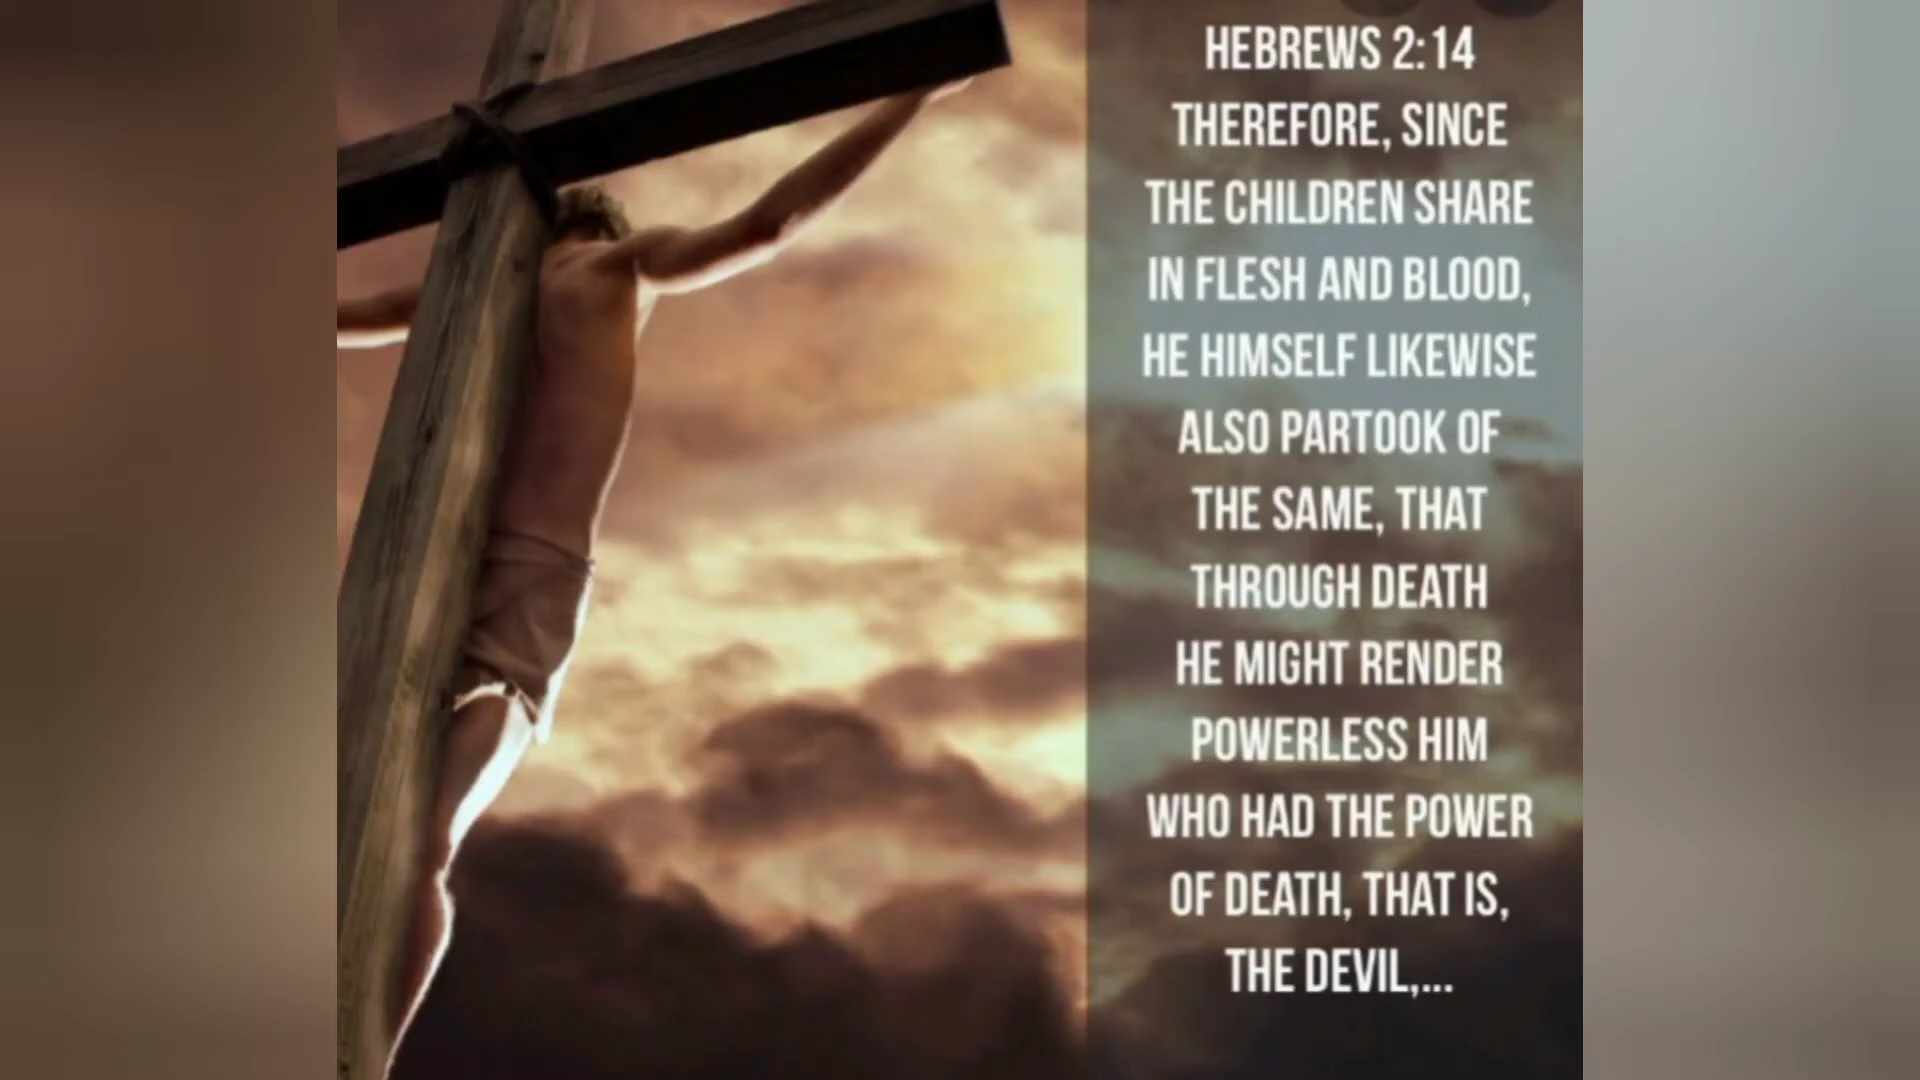 HEBREWS 2:14
THEREFORE, SINCE
THE CHILDREN SHARE
IN FLESH AND BLOOD,
HE HIMSELF LIKEWISE
ALSO PARTOOK OF
THE SAME, THAT
THROUGH DEATH
HE MIGHT RENDER
POWERLESS HIM
WHO HAD THE POWER
OF DEATH, THAT IS,
THE DEVIL,...